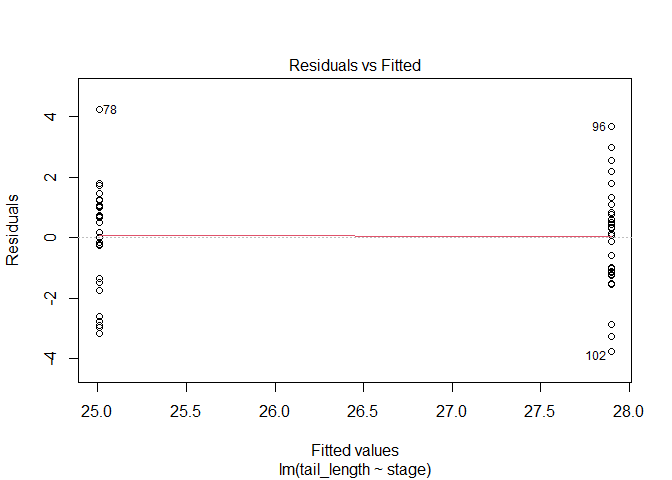 Residuals vs Fitted
Residuals
4
2
0
-2
-4
78
96
102
25.0 25.5 26.0 26.5 27.0 27.5 28.0
Fitted values
lm(tail_length ~ stage)